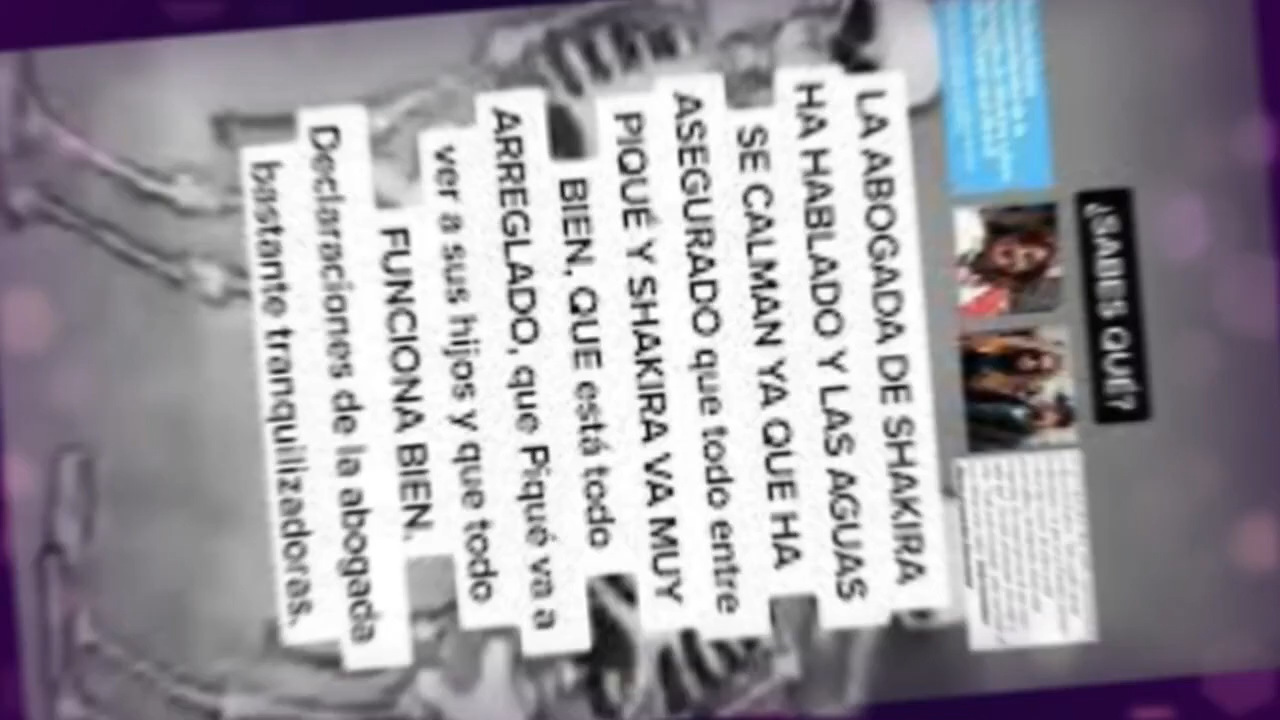 ¿SABES QUÉ?
LA ABOGADA DE SHAKIRA
HA HABLADO Y LAS AGUAS
SE CALMAN YA QUE HA
ASEGURADO que todo entre
PIQUÉ Y SHAKIRA VA MUY
BIEN, QUE está todo
ARREGLADO, que Piqué va a
ver a sus hijos y que todo
FUNCIONA BIEN.
Declaraciones de la abogada
bastante tranquilizadoras.